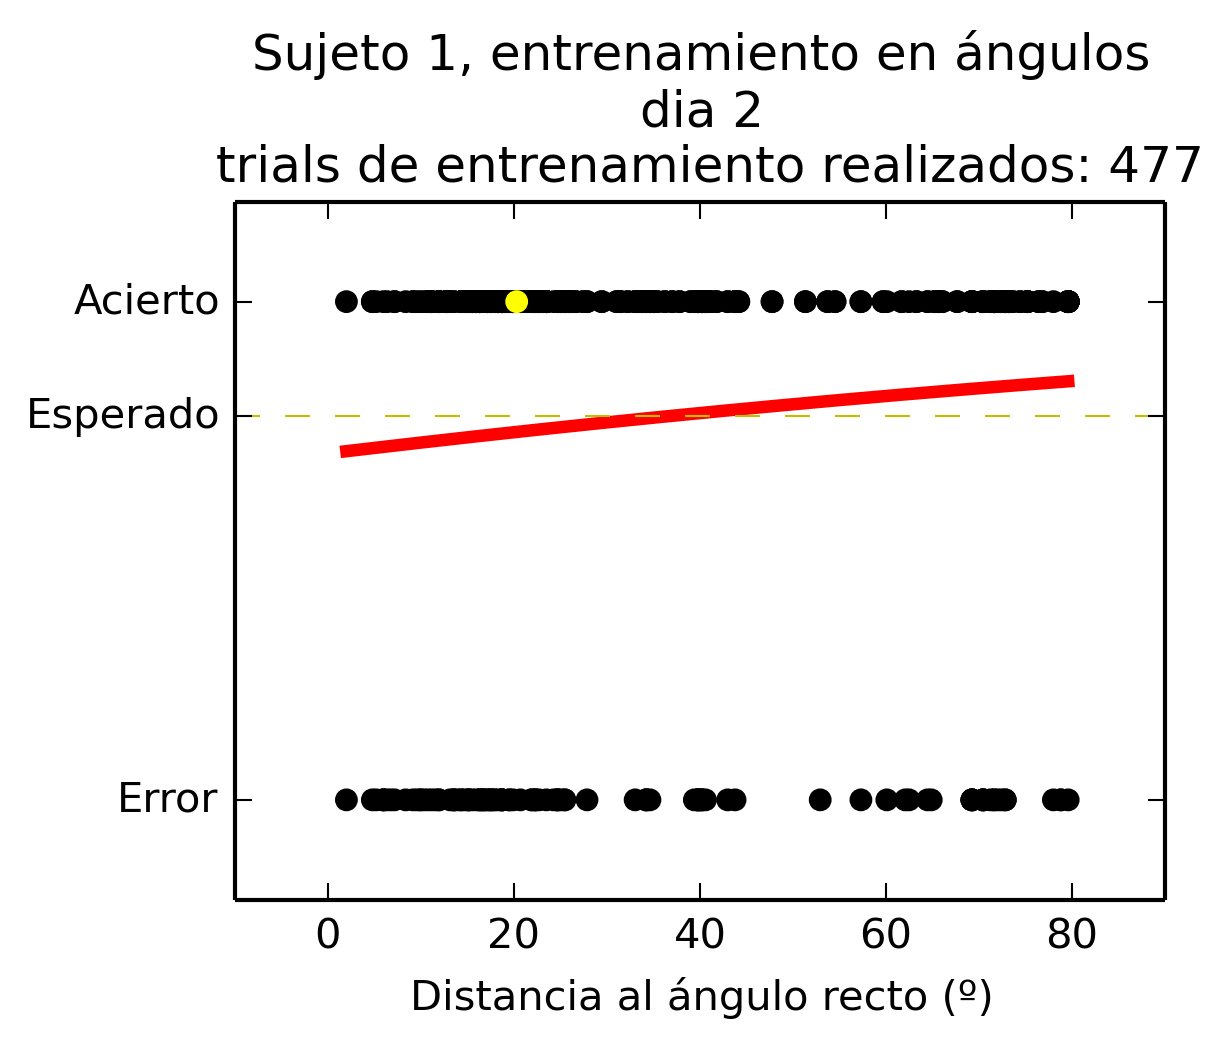 Sujeto 1, entrenamiento en ángulos
dia 2
trials de entrenamiento realizados: 477
Acierto
Esperado
Error
0 20 40 60 80
Distancia al ángulo recto (º)